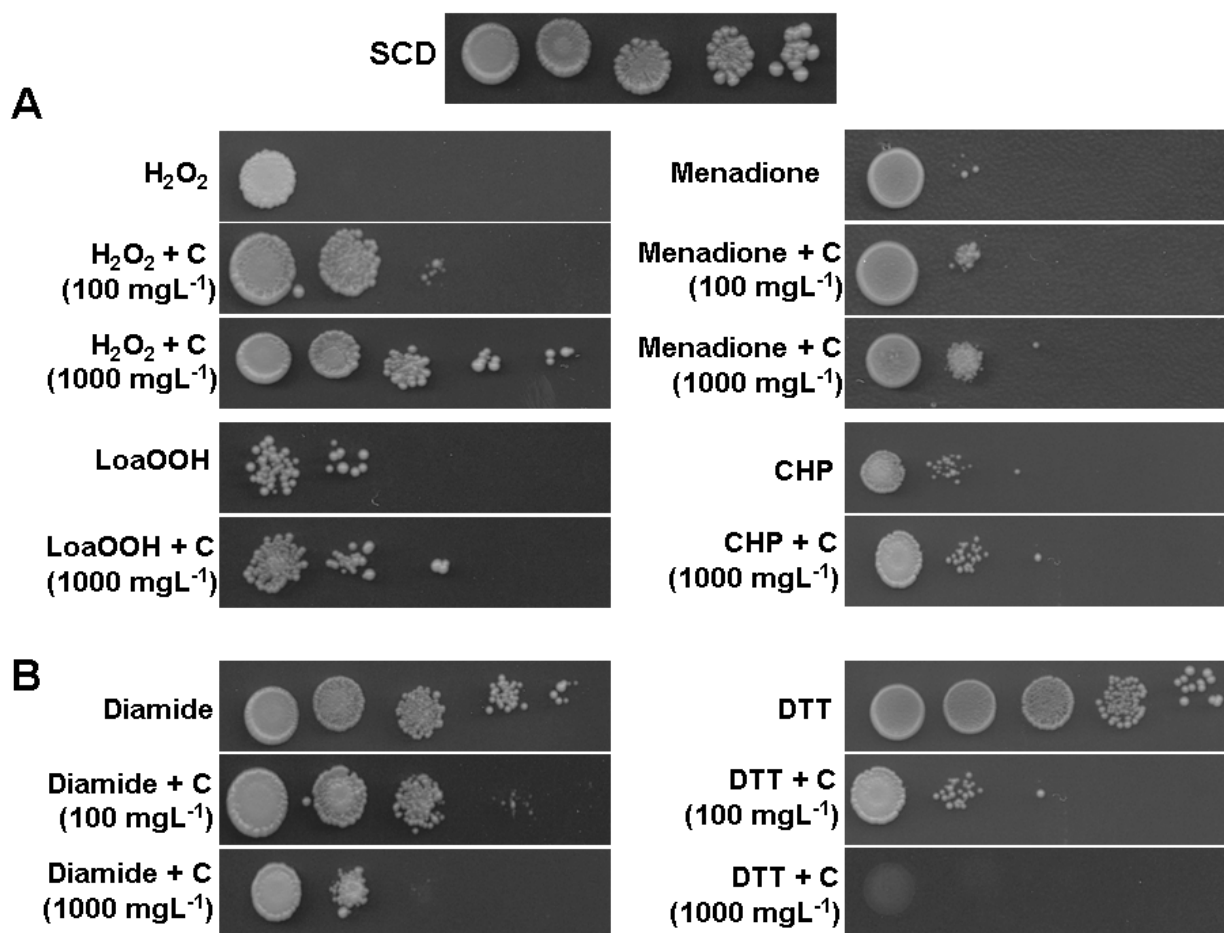 SCD
A
H₂O₂
H₂O₂ + C
(100 mgL⁻¹)
H₂O₂ + C
(1000 mgL⁻¹)
LoaOOH
LoaOOH + C
(1000 mgL⁻¹)
Menadione
Menadione + C
(100 mgL⁻¹)
Menadione + C
(1000 mgL⁻¹)
CHP
CHP + C
(1000 mgL⁻¹)
B
Diamide
Diamide + C
(100 mgL⁻¹)
Diamide + C
(1000 mgL⁻¹)
DTT
DTT + C
(100 mgL⁻¹)
DTT + C
(1000 mgL⁻¹)